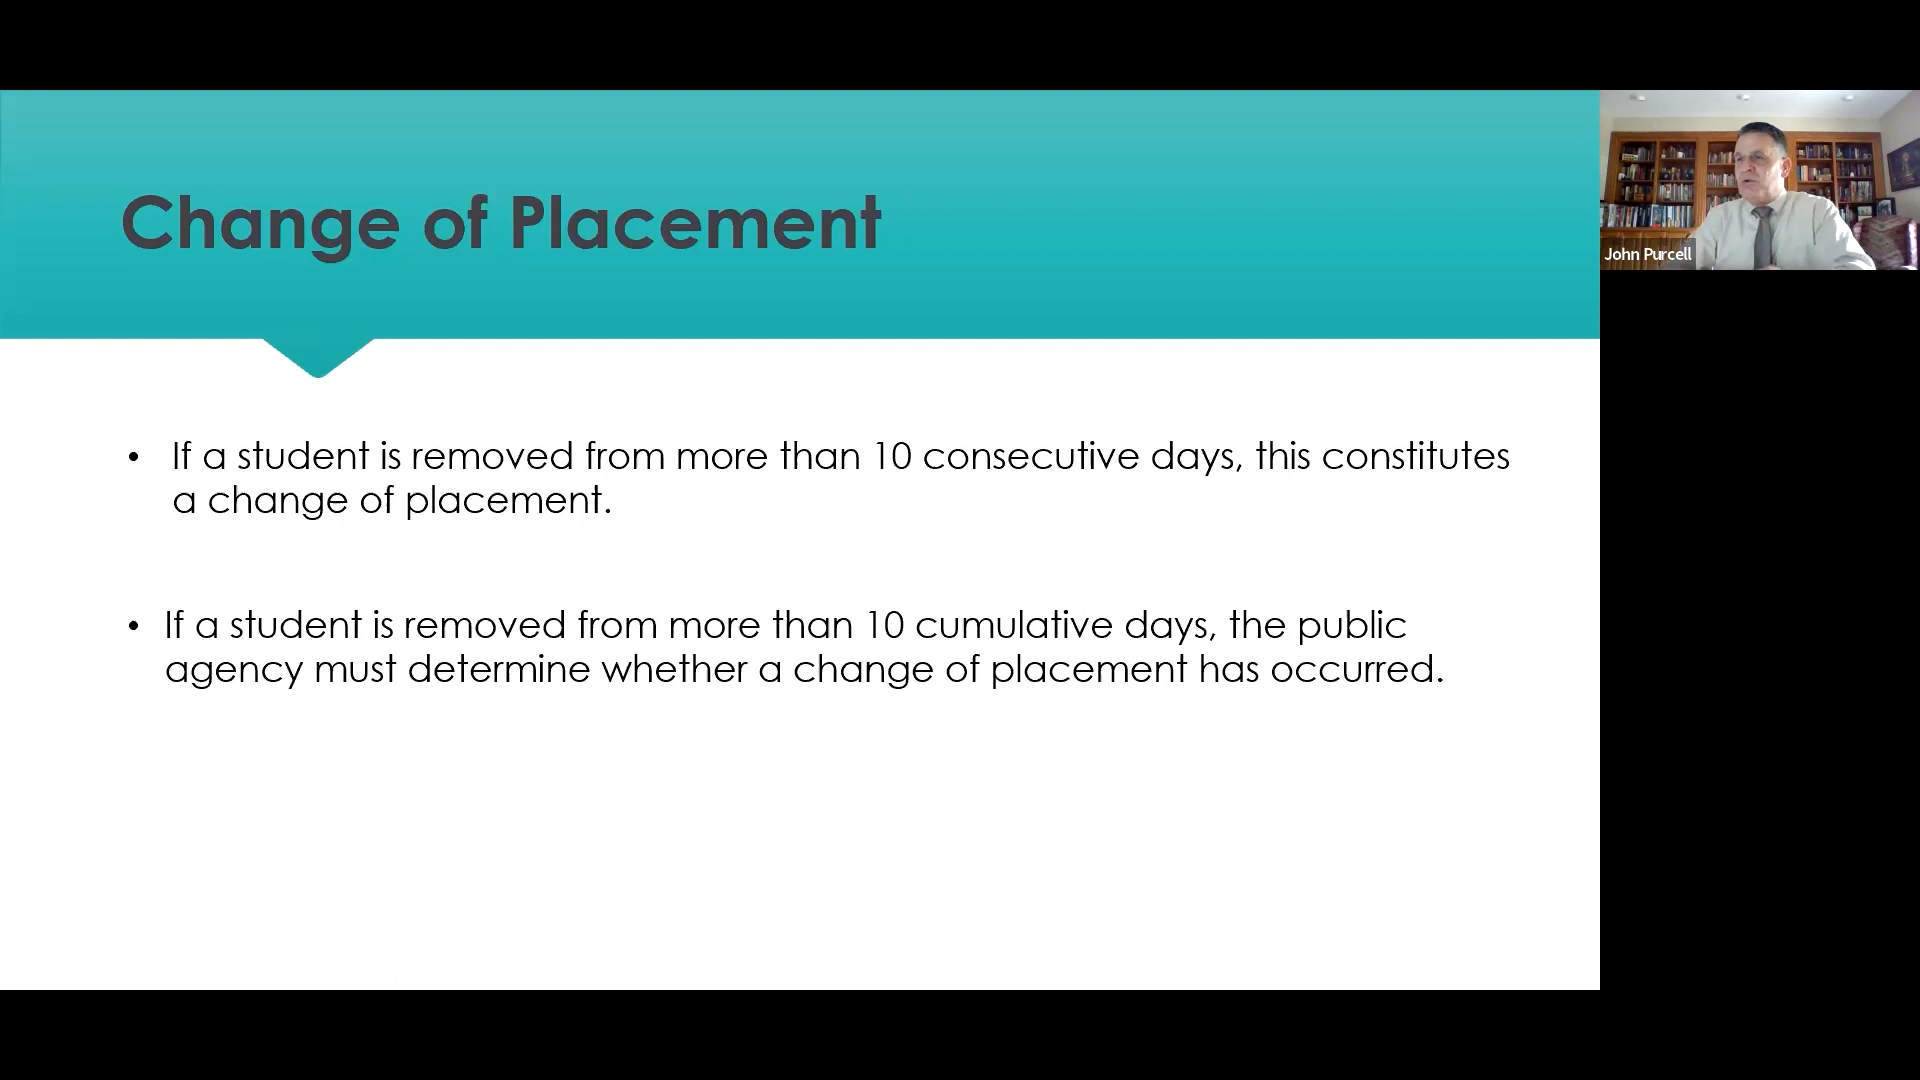 Change of Placement
John Purcell
• If a student is removed from more than 10 consecutive days, this constitutes
a change of placement.
• If a student is removed from more than 10 cumulative days, the public
agency must determine whether a change of placement has occurred.